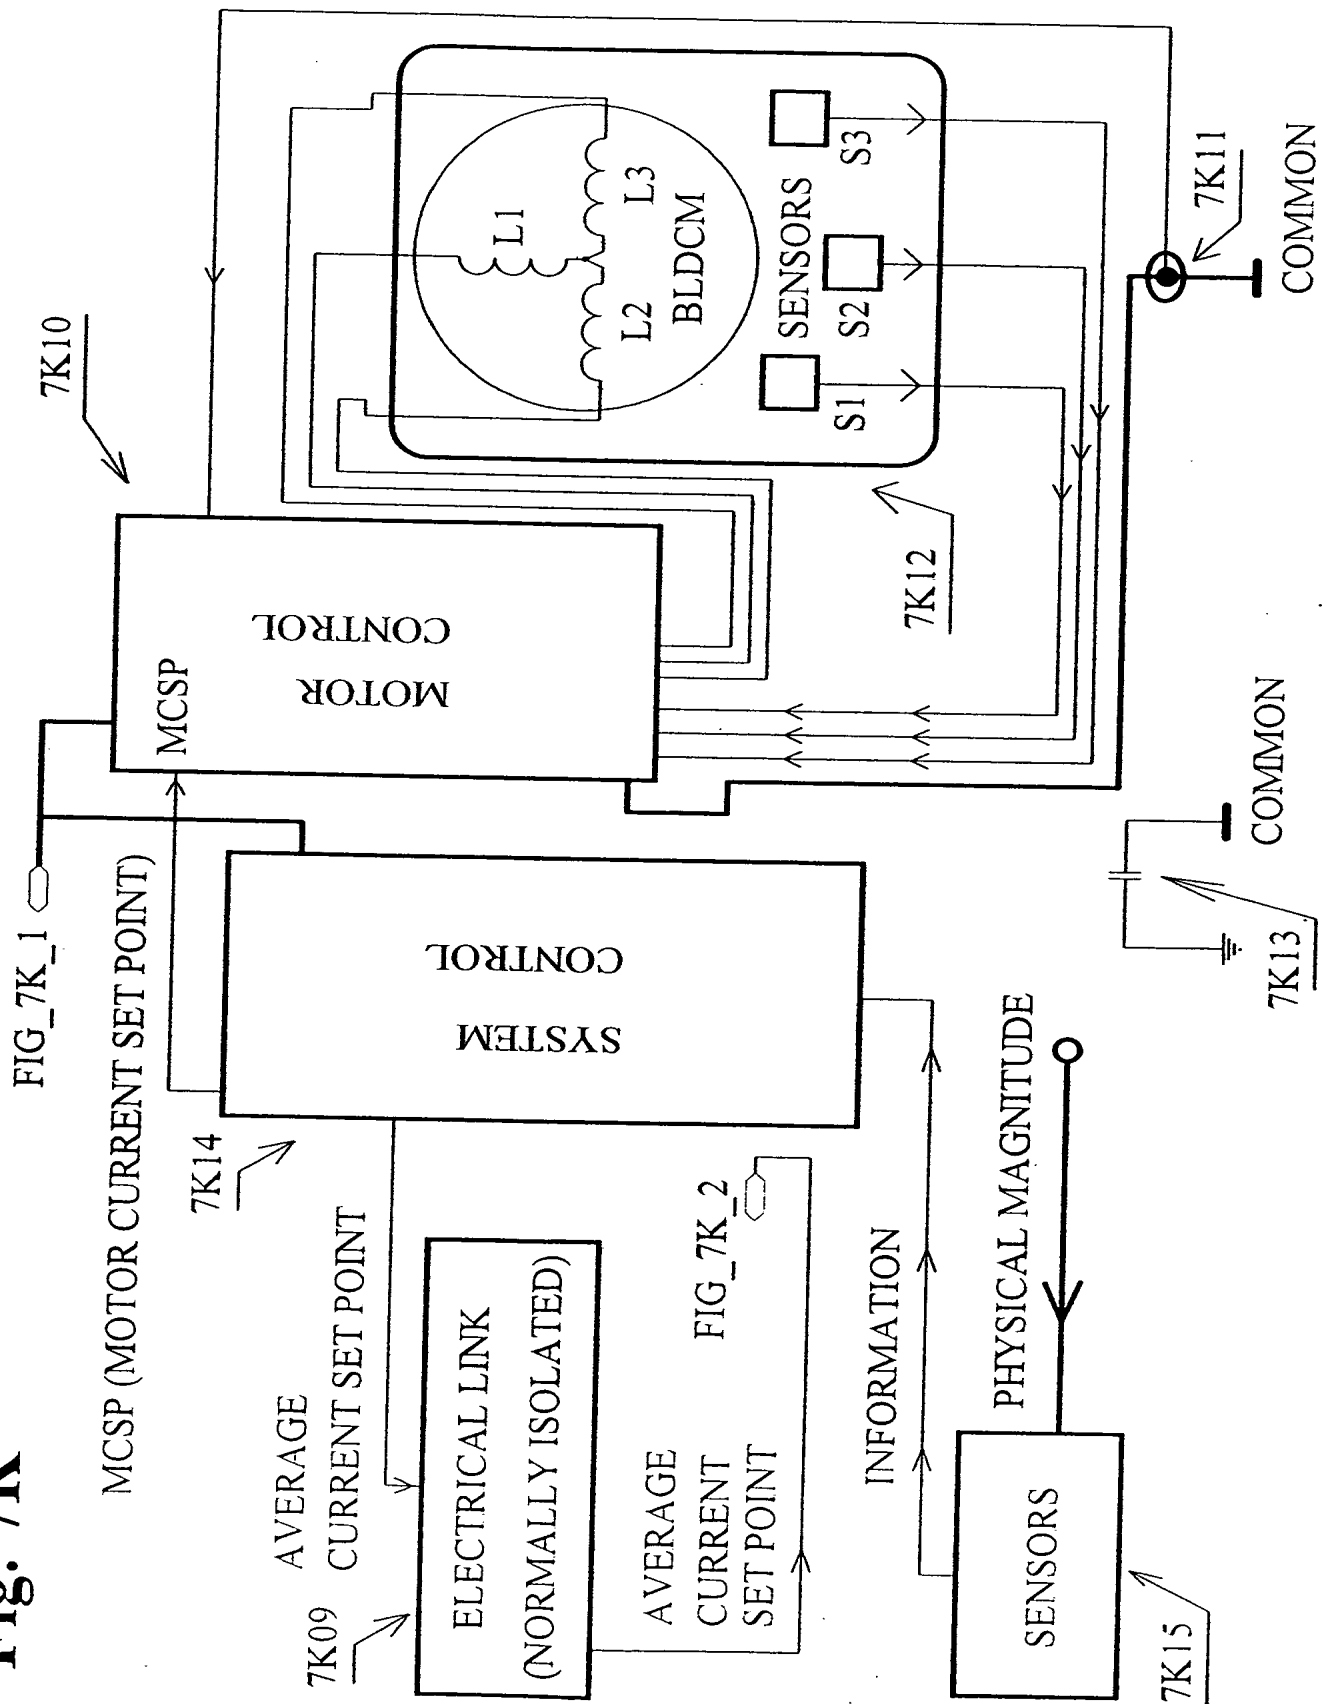 Fig. 7K
FIG_7K_1
MCSP (MOTOR CURRENT SET POINT)
7K10
MCSP
MOTOR
CONTROL
L1
L2
L3
BLDCM
SENSORS
S1
S2
S3
7K12
7K11
COMMON
7K14
SYSTEM
CONTROL
COMMON
7K13
AVERAGE
CURRENT SET POINT
7K09
ELECTRICAL LINK
(NORMALLY ISOLATED)
FIG_7K_2
AVERAGE
CURRENT
SET POINT
INFORMATION
PHYSICAL MAGNITUDE
SENSORS
7K15